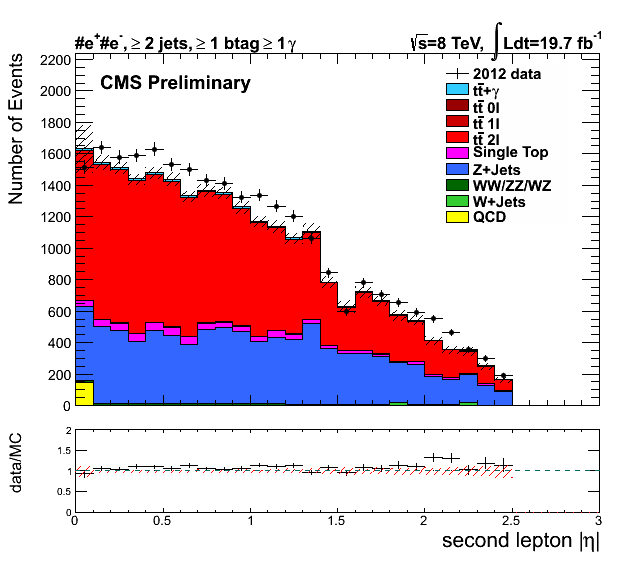 #e⁺#e⁻, ≥ 2 jets, ≥ 1 btag ≥ 1 γ
√s=8 TeV, ∫ Ldt=19.7 fb⁻¹
Number of Events
2200
2000
1800
1600
1400
1200
1000
800
600
400
200
0
CMS Preliminary
2012 data
tt̄+γ
tt̄ 0l
tt̄ 1l
tt̄ 2l
Single Top
Z+Jets
WW/ZZ/WZ
W+Jets
QCD
data/MC
2
1.5
1
0.5
0
0 0.5 1 1.5 2 2.5 3
second lepton |η|